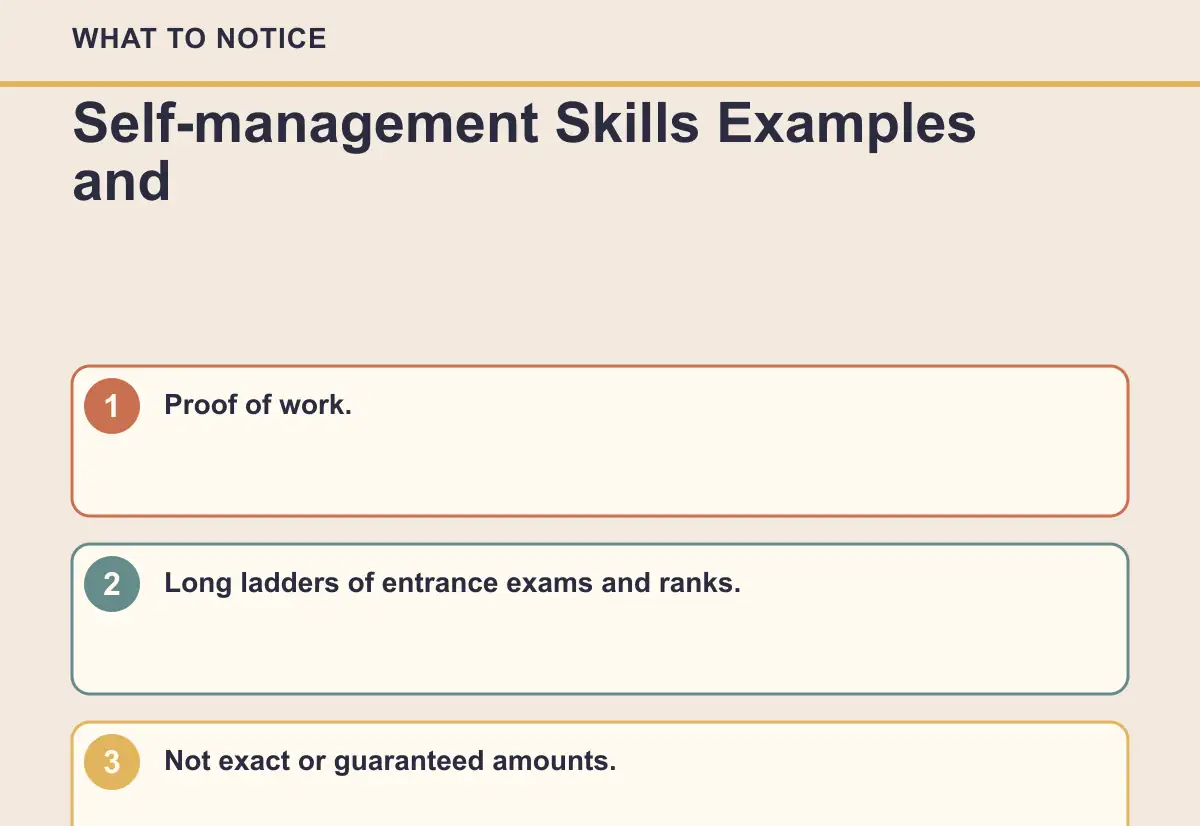 WHAT TO NOTICE
Self-management Skills Examples
and
1 Proof of work.
2 Long ladders of entrance exams and ranks.
3 Not exact or guaranteed amounts.